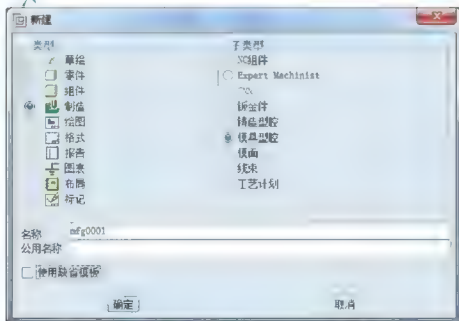 新建
类型
草绘
零件
组件
制造
绘图
格式
报告
图表
布局
标记
子类型
NC组件
Expert Machinist
钣金件
铸造型腔
模具型腔
模面
线束
工艺计划
名称 mfg0001
公用名称
使用缺省模板
确定 取消